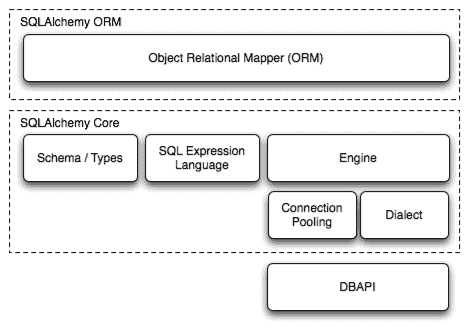 SQLAlchemy ORM
Object Relational Mapper (ORM)
SQLAlchemy Core
Schema / Types
SQL Expression
Language
Engine
Connection
Pooling
Dialect
DBAPI